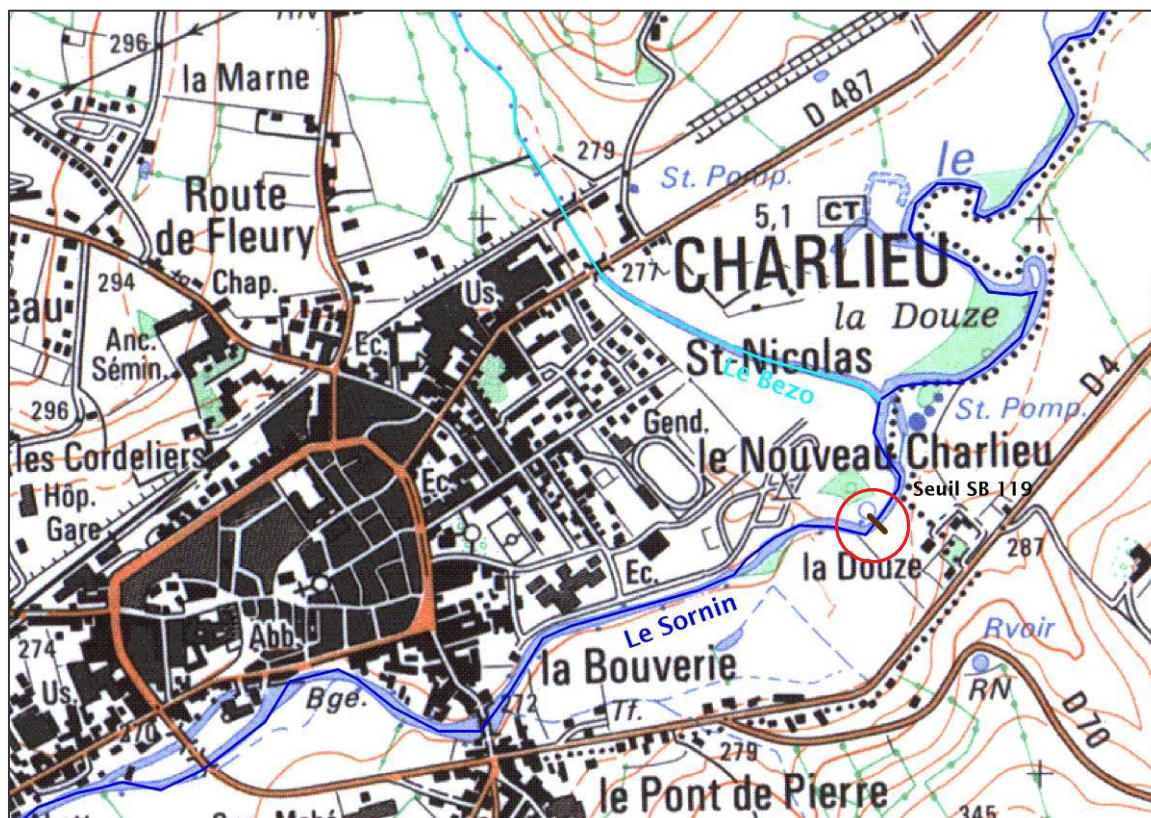 RN
296
la Marne
D 487
279
St. Pomp.
le
Route
de Fleury
5,1
CT
CHARLIEU
294
Chap.
277
Us.
eau
la Douze
Anc.
Sémin.
Ec.
St. Nicolas
Le Bezo
D 4
296
St. Pomp.
Gend.
les Cordeliers
Ec.
le Nouveau Charlieu
Seuil SB 119
Hôp.
Gare
287
la Douze
Ec.
Le Sornin
Abb.
Rvoir
274
la Bouverie
RN
Us.
Bge.
272
Tf.
D 70
270
279
le Pont de Pierre
345